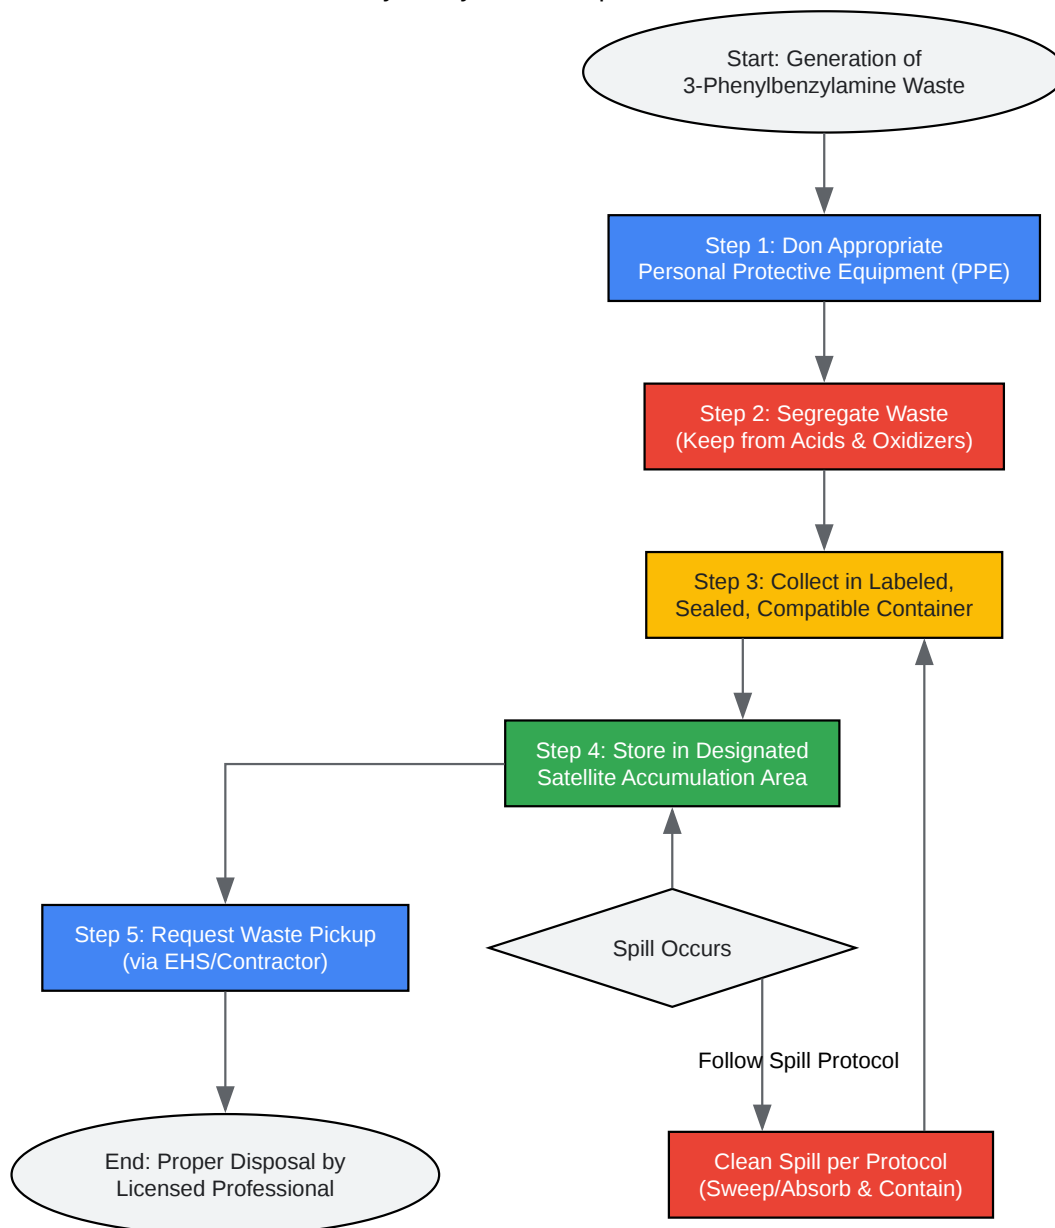 Start: Generation of
3-Phenylbenzylamine Waste
Step 1: Don Appropriate
Personal Protective Equipment (PPE)
Step 2: Segregate Waste
(Keep from Acids & Oxidizers)
Step 3: Collect in Labeled,
Sealed, Compatible Container
Step 4: Store in Designated
Satellite Accumulation Area
Step 5: Request Waste Pickup
(via EHS/Contractor)
Spill Occurs
Follow Spill Protocol
End: Proper Disposal by
Licensed Professional
Clean Spill per Protocol
(Sweep/Absorb & Contain)